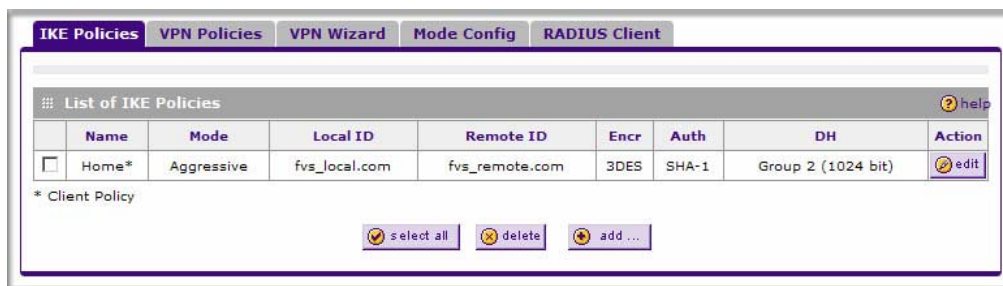 IKE Policies VPN Policies VPN Wizard Mode Config RADIUS Client
List of IKE Policies help
Name Mode Local ID Remote ID Encr Auth DH Action
Home* Aggressive fvs_local.com fvs_remote.com 3DES SHA-1 Group 2 (1024 bit) edit
* Client Policy
select all delete add ...